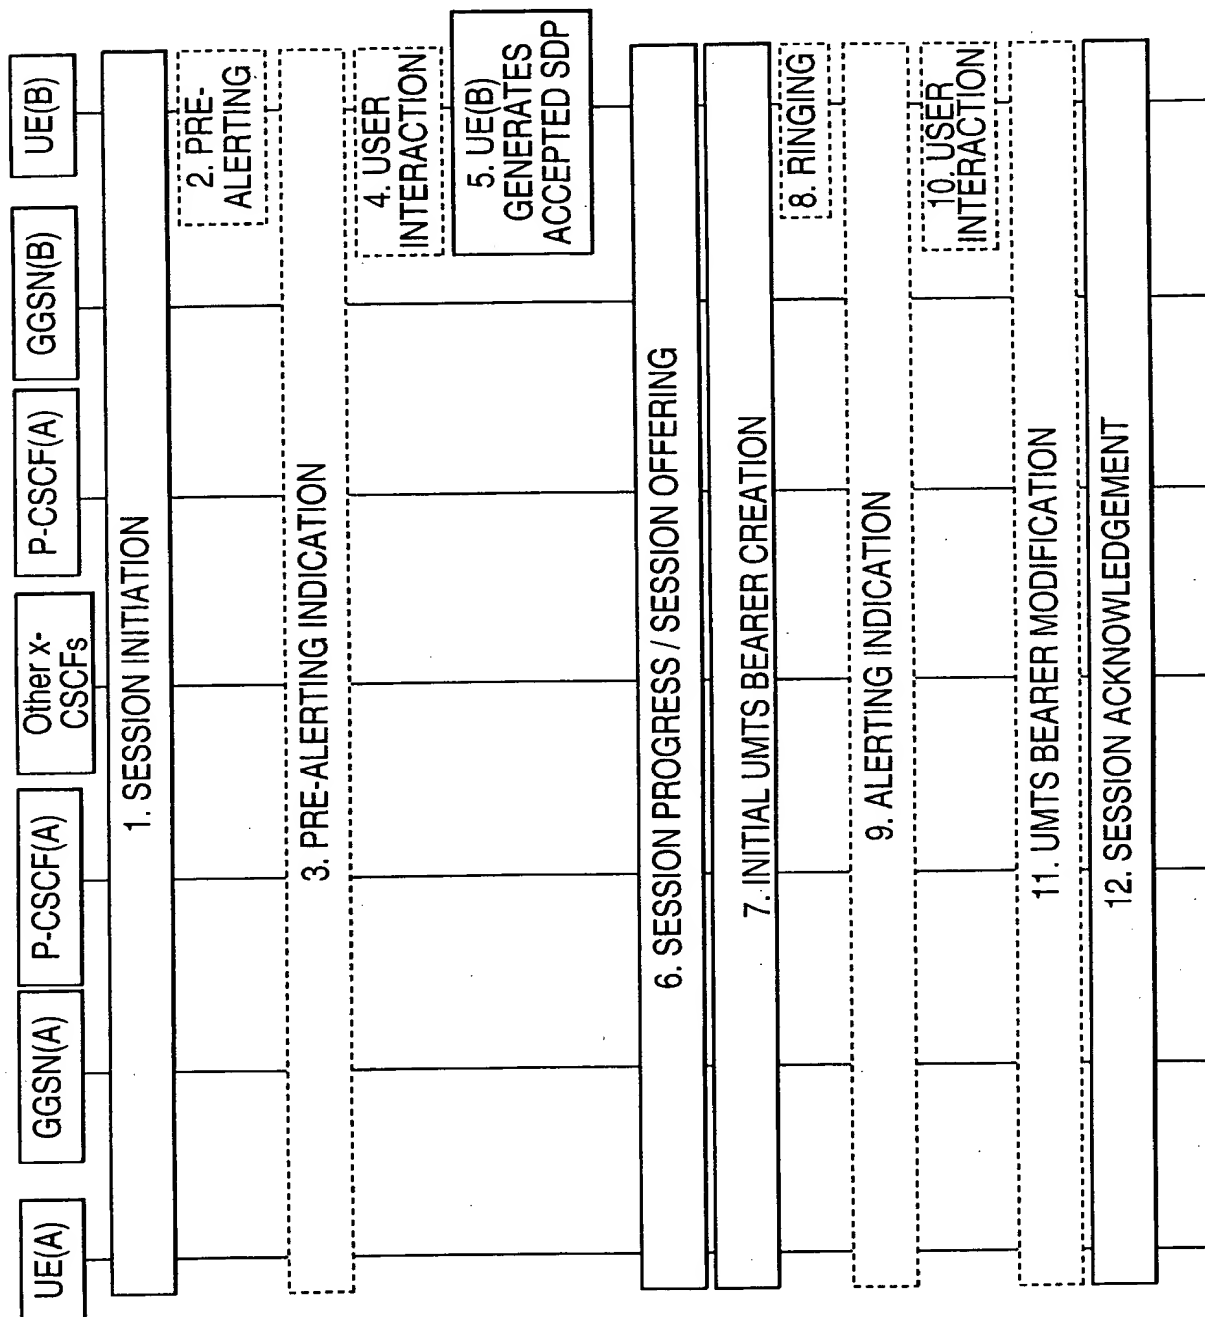 UE(A)
GGSN(A)
P-CSCF(A)
Other x-
CSCFs
P-CSCF(A)
GGSN(B)
UE(B)
1. SESSION INITIATION
2. PRE-
ALERTING
3. PRE-ALERTING INDICATION
4. USER
INTERACTION
5. UE(B)
GENERATES
ACCEPTED SDP
6. SESSION PROGRESS / SESSION OFFERING
7. INITIAL UMTS BEARER CREATION
8. RINGING
9. ALERTING INDICATION
10. USER
INTERACTION
11. UMTS BEARER MODIFICATION
12. SESSION ACKNOWLEDGEMENT